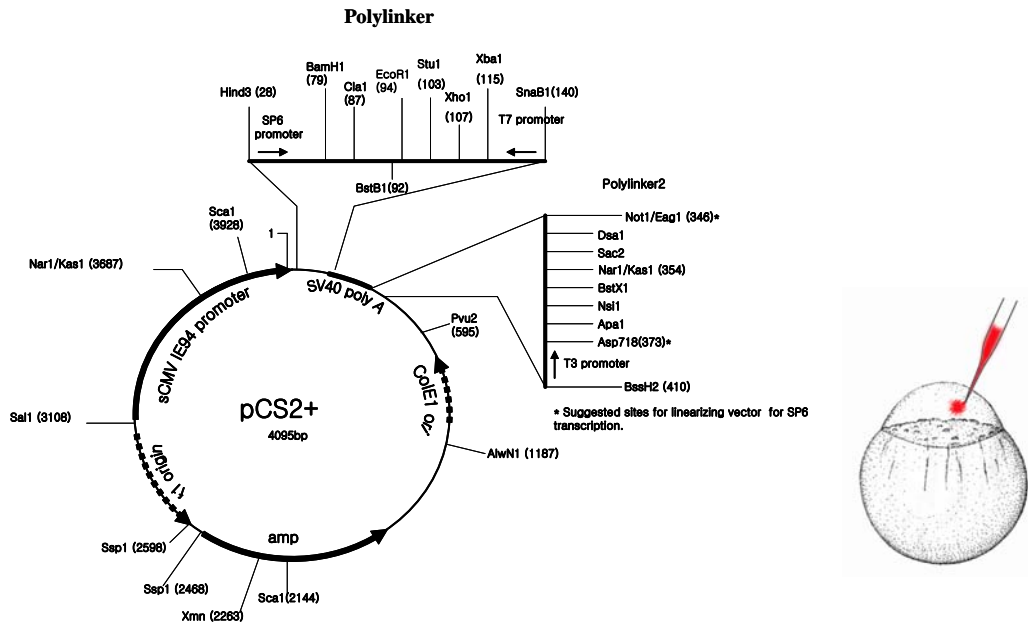 Polylinker
Hind3 (28)
BamH1
(79)
Cla1
(87)
EcoR1
(94)
Stu1
(103)
Xho1
(107)
Xba1
(115)
SnaB1(140)
SP6
promoter
T7 promoter
BstB1(92)
Polylinker2
Not1/Eag1 (346)*
Dsa1
Sac2
Nar1/Kas1 (354)
BstX1
Nsi1
Apa1
Asp718(373)*
T3 promoter
BssH2 (410)
* Suggested sites for linearizing vector for SP6
transcription.
Sca1
(3928)
1
Nar1/Kas1 (3687)
sCMV IE94 promoter
SV40 poly A
Pvu2
(595)
ColE1 ori
pCS2+
4095bp
Sal1 (3108)
AlwN1 (1187)
f1 origin
amp
Ssp1 (2598)
Ssp1 (2468)
Xmn (2263)
Sca1(2144)